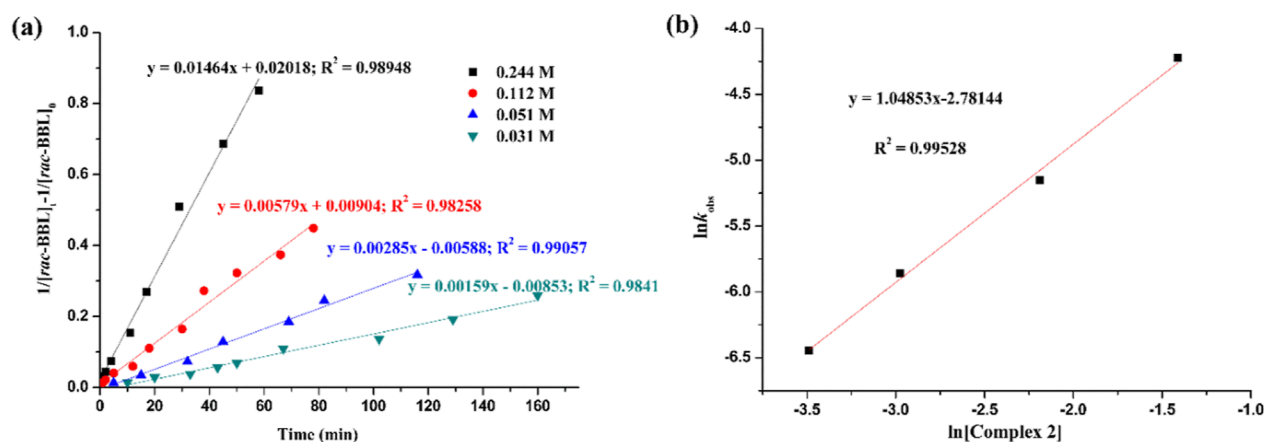 (a)
1/[rac-BBL]t-1/[rac-BBL]0
1.0
0.8
0.6
0.4
0.2
0.0
y = 0.01464x + 0.02018; R² = 0.98948
0.244 M
0.112 M
0.051 M
0.031 M
y = 0.00579x + 0.00904; R² = 0.98258
y = 0.00285x - 0.00588; R² = 0.99057
y = 0.00159x - 0.00853; R² = 0.9841
0 20 40 60 80 100 120 140 160
Time (min)
(b)
lnkobs
-4.0
-4.5
-5.0
-5.5
-6.0
-6.5
y = 1.04853x-2.78144
R² = 0.99528
-3.5 -3.0 -2.5 -2.0 -1.5 -1.0
ln[Complex 2]